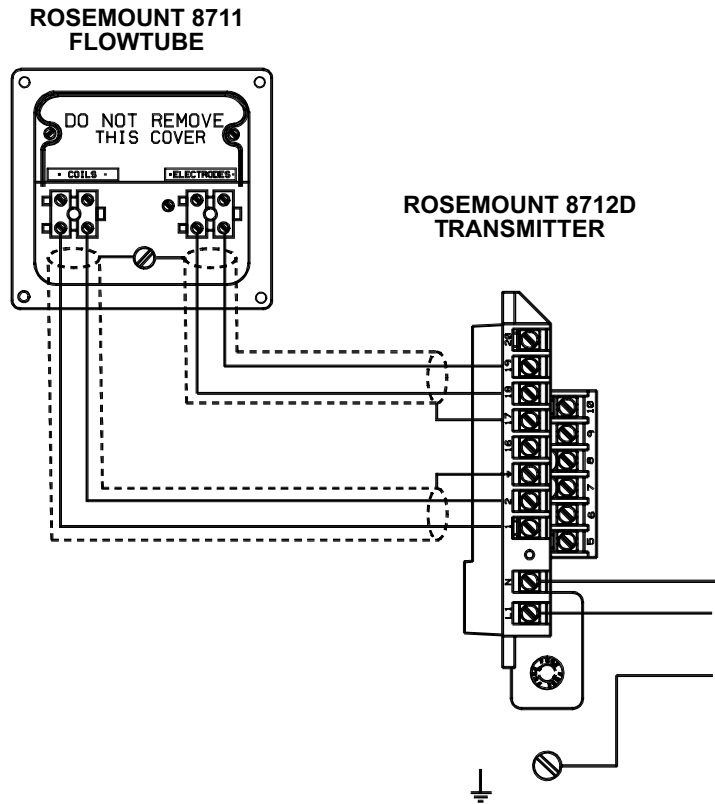 ROSEMOUNT 8711
FLOWTUBE
DO NOT REMOVE
THIS COVER
COILS
ELECTRODES
ROSEMOUNT 8712D
TRANSMITTER
20
19
18
17
16
2
1
N
L1
10
9
8
7
6
5
FUSE